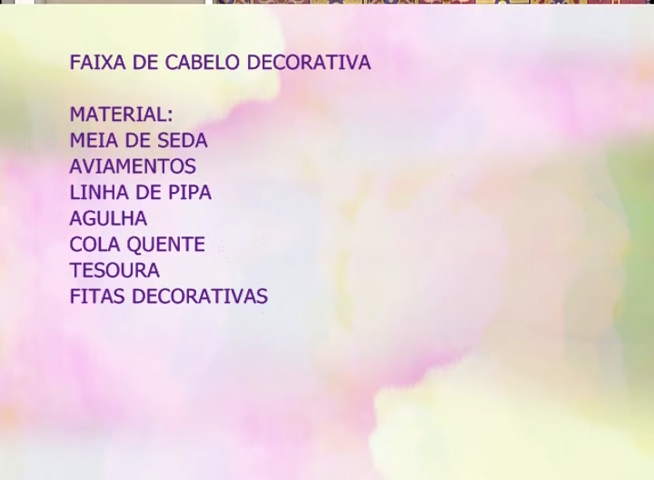 FAIXA DE CABELO DECORATIVA
MATERIAL:
MEIA DE SEDA
AVIAMENTOS
LINHA DE PIPA
AGULHA
COLA QUENTE
TESOURA
FITAS DECORATIVAS